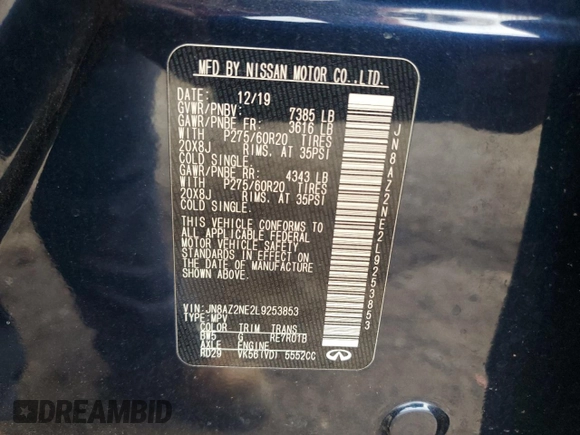 MFD BY NISSAN MOTOR CO.,LTD.
DATE: 12/19
GVWR/PNBV: 7385 LB
GAWR/PNBE FR: 3616 LB
WITH P275/60R20 TIRES
20X8J RIMS, AT 35PSI
COLD SINGLE.
GAWR/PNBE RR: 4343 LB
WITH P275/60R20 TIRES
20X8J RIMS, AT 35PSI
COLD SINGLE.
THIS VEHICLE CONFORMS TO
ALL APPLICABLE FEDERAL
MOTOR VEHICLE SAFETY
STANDARDS IN EFFECT ON
THE DATE OF MANUFACTURE
SHOWN ABOVE.
VIN: JN8AZ2NE2L9253853
TYPE: MPV
COLOR TRIM TRANS
BW5 G RE7R01B
AXLE ENGINE
RD29 VK56(VD) 5552CC
JN8AZ2NE2L9253853
DREAMBID